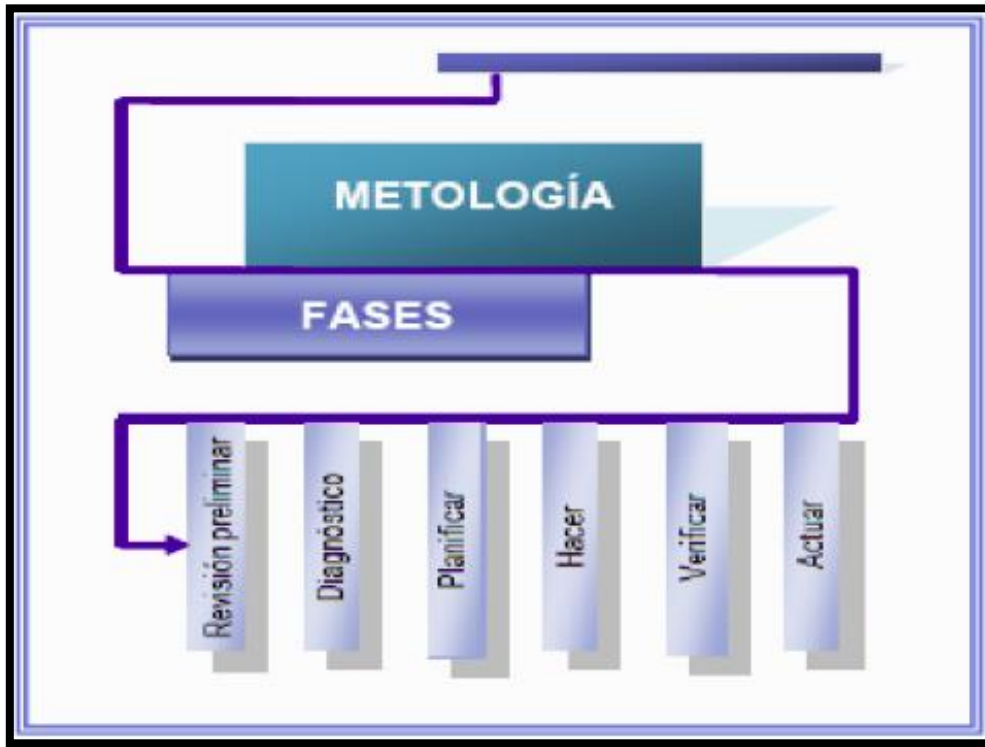 METOLOGÍA
FASES
Revisión preliminar
Diagnóstico
Planificar
Hacer
Verificar
Actuar